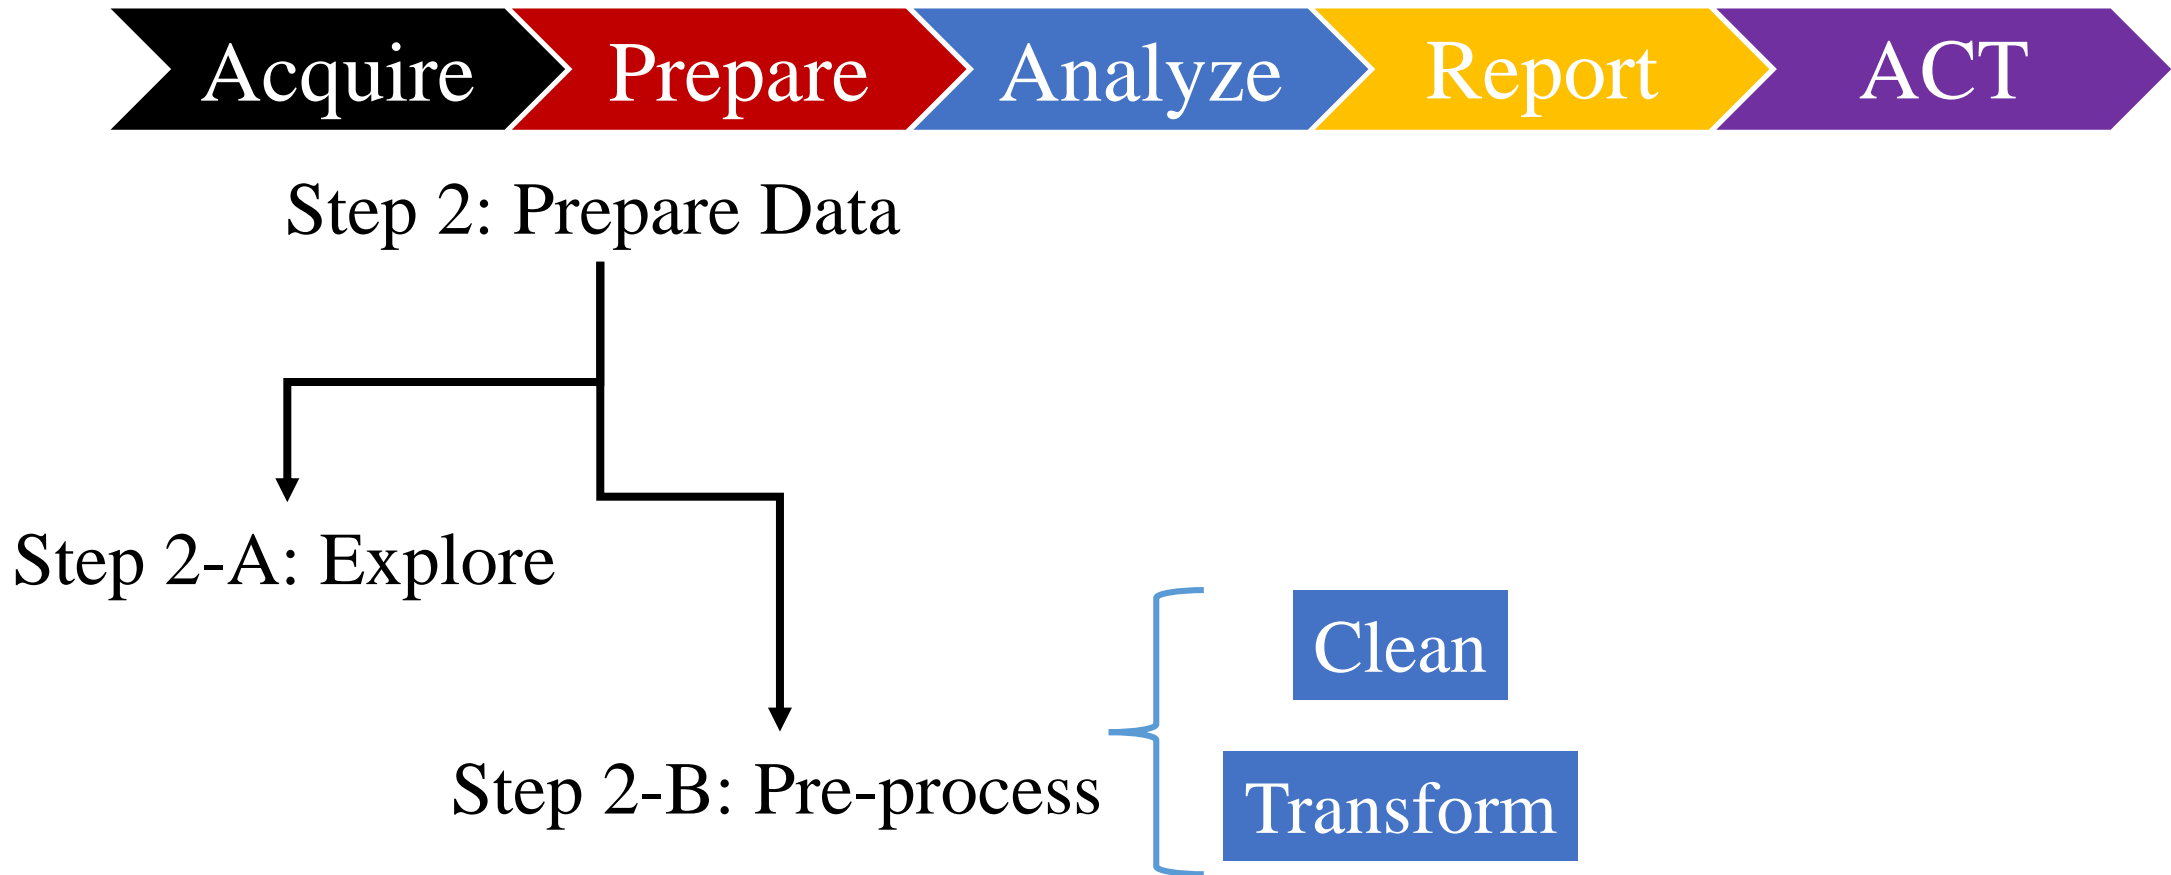 Acquire
Prepare
Analyze
Report
ACT
Step 2: Prepare Data
Step 2-A: Explore
Step 2-B: Pre-process
Clean
Transform